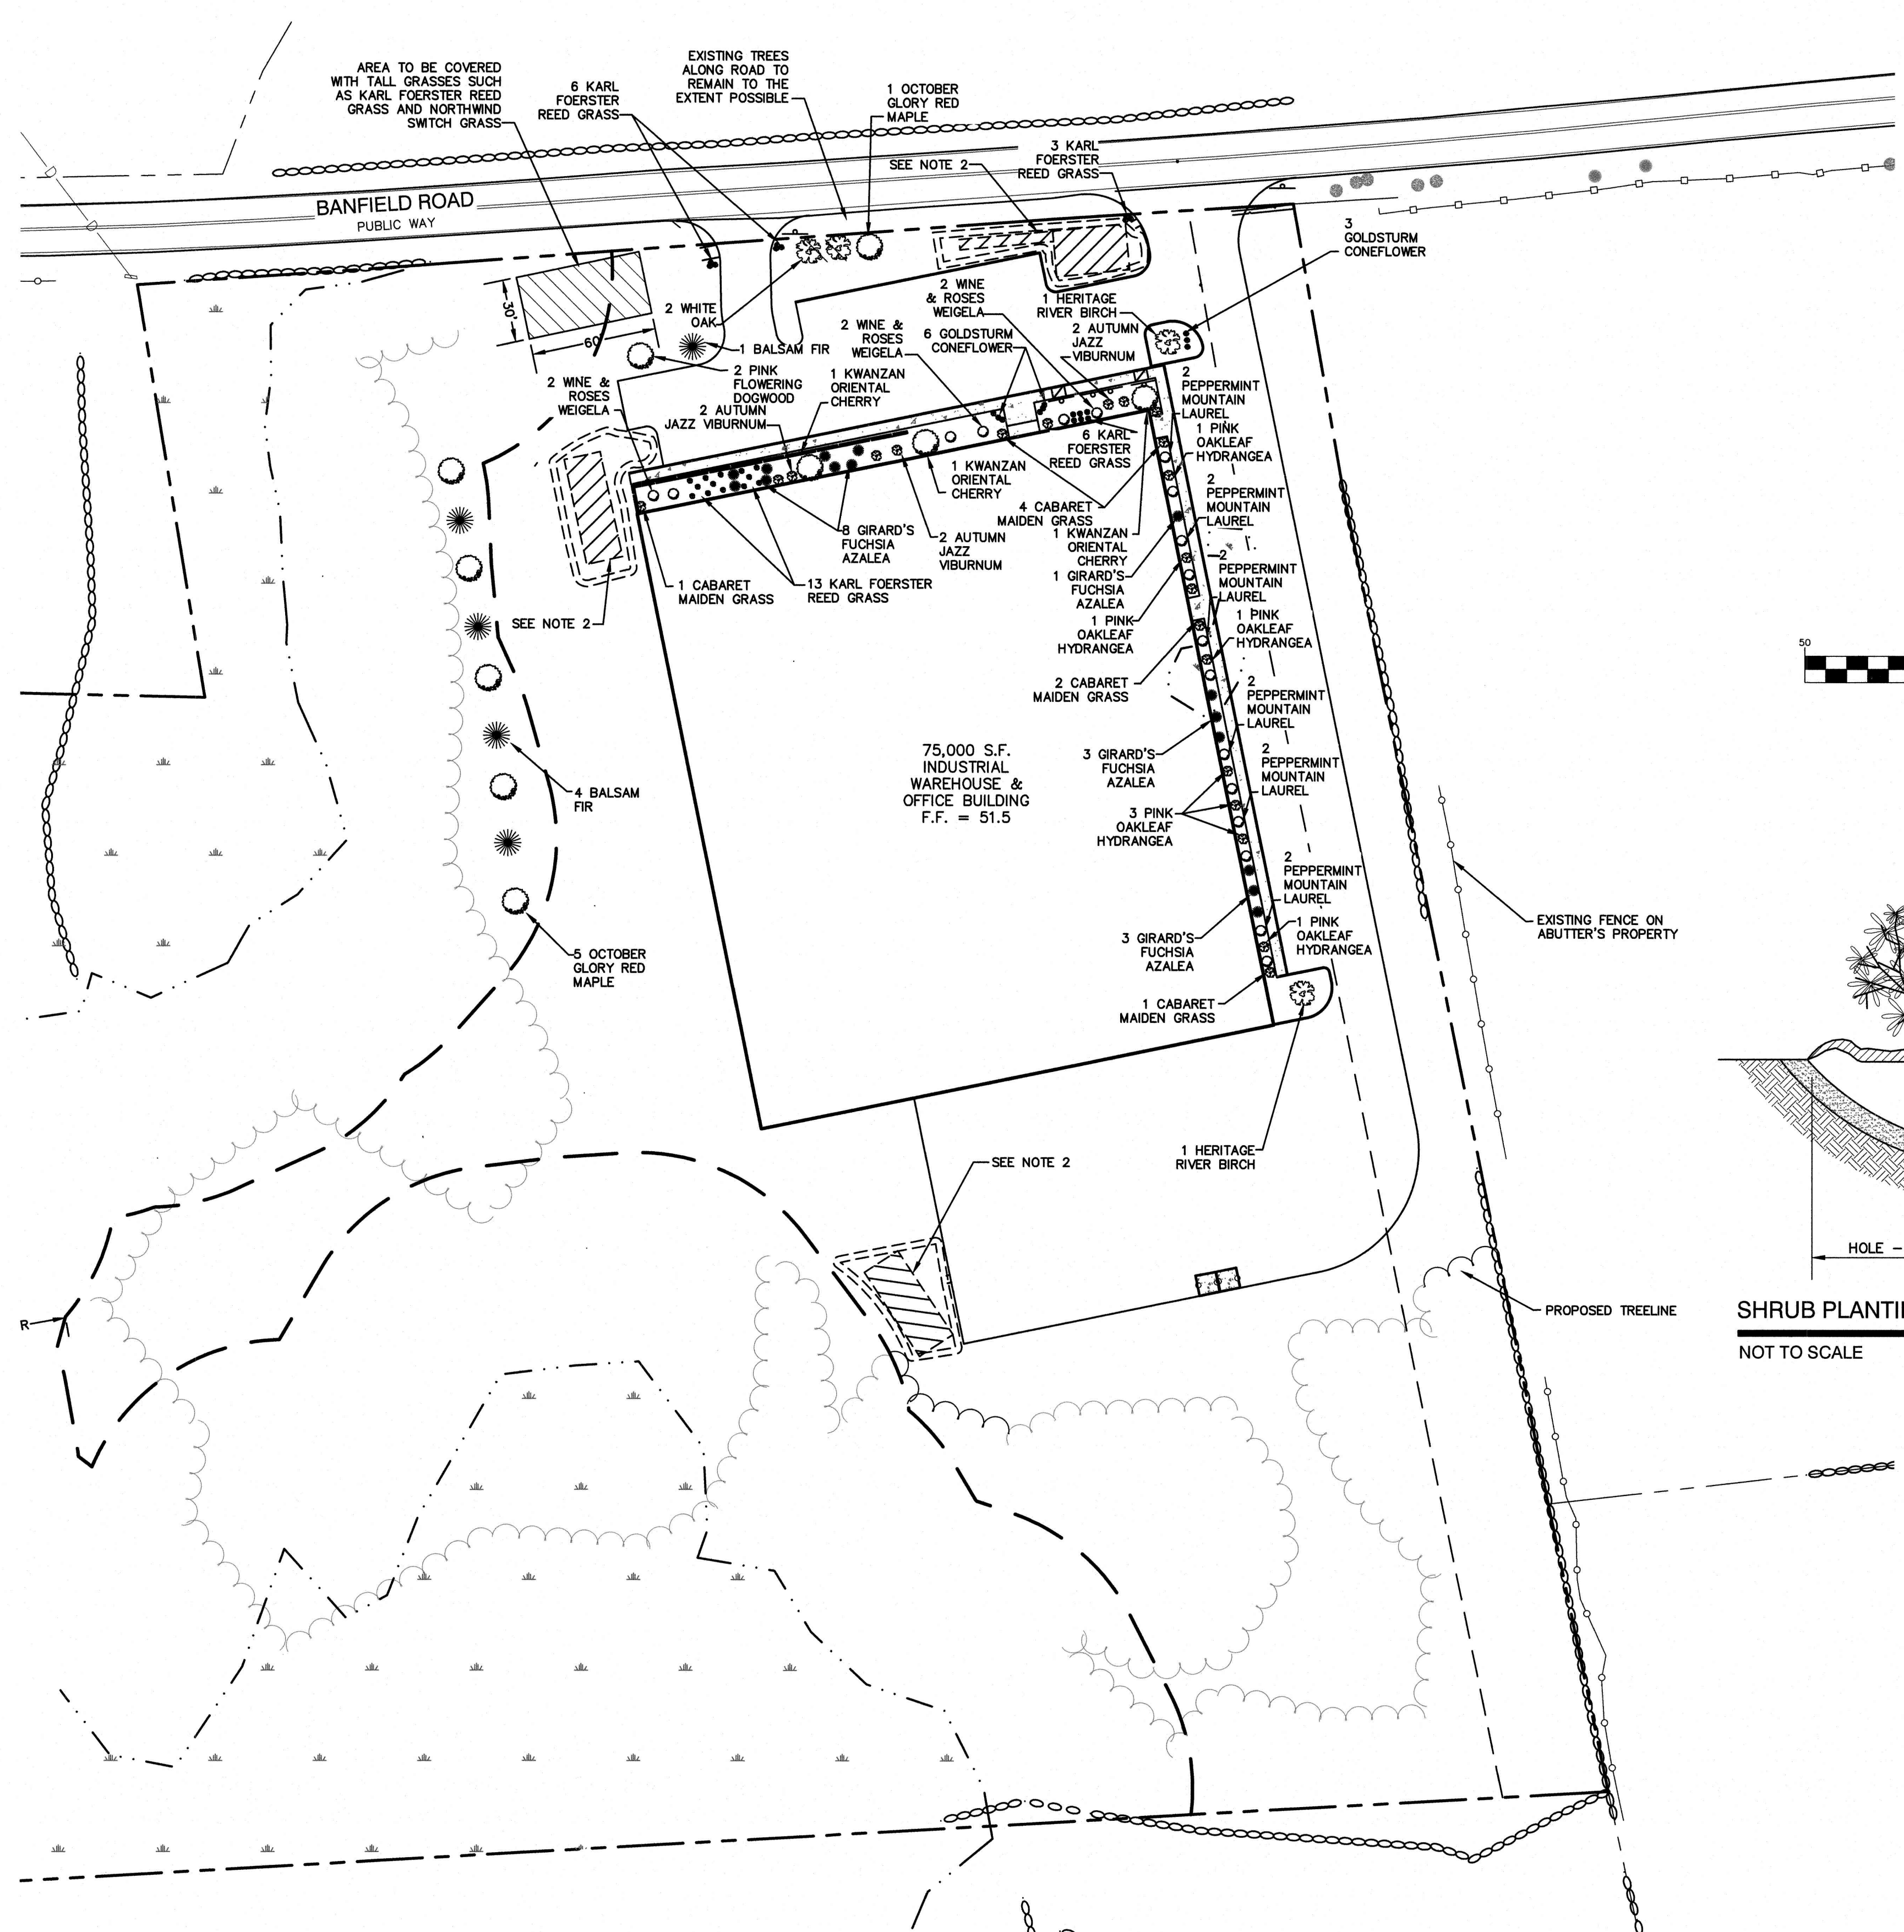 AREA TO BE COVERED
WITH TALL GRASSES SUCH
AS KARL FOERSTER REED
GRASS AND NORTHWIND
SWITCH GRASS
6 KARL
FOERSTER
REED GRASS
EXISTING TREES
ALONG ROAD TO
REMAIN TO THE
EXTENT POSSIBLE
1 OCTOBER
GLORY RED
MAPLE
SEE NOTE 2
3 KARL
FOERSTER
REED GRASS
BANFIELD ROAD
PUBLIC WAY
3
GOLDSTURM
CONEFLOWER
30'
60'
2 WHITE
OAK
1 BALSAM FIR
2 PINK
FLOWERING
DOGWOOD
2 WINE &
ROSES
WEIGELA
2 AUTUMN
JAZZ VIBURNUM
1 KWANZAN
ORIENTAL
CHERRY
2 WINE &
ROSES
WEIGELA
6 GOLDSTURM
CONEFLOWER
2 WINE
& ROSES
WEIGELA
1 HERITAGE
RIVER BIRCH
2 AUTUMN
JAZZ
VIBURNUM
2
PEPPERMINT
MOUNTAIN
LAUREL
1 PINK
OAKLEAF
HYDRANGEA
6 KARL
FOERSTER
REED GRASS
1 KWANZAN
ORIENTAL
CHERRY
2
PEPPERMINT
MOUNTAIN
LAUREL
4 CABARET
MAIDEN GRASS
1 KWANZAN
ORIENTAL
CHERRY
8 GIRARD'S
FUCHSIA
AZALEA
2 AUTUMN
JAZZ
VIBURNUM
1 CABARET
MAIDEN GRASS
13 KARL FOERSTER
REED GRASS
SEE NOTE 2
2
PEPPERMINT
MOUNTAIN
LAUREL
1 GIRARD'S
FUCHSIA
AZALEA
1 PINK
OAKLEAF
HYDRANGEA
1 PINK
OAKLEAF
HYDRANGEA
2 CABARET
MAIDEN GRASS
2
PEPPERMINT
MOUNTAIN
LAUREL
75,000 S.F.
INDUSTRIAL
WAREHOUSE &
OFFICE BUILDING
F.F. = 51.5
3 GIRARD'S
FUCHSIA
AZALEA
2
PEPPERMINT
MOUNTAIN
LAUREL
3 PINK
OAKLEAF
HYDRANGEA
4 BALSAM
FIR
2
PEPPERMINT
MOUNTAIN
LAUREL
3 GIRARD'S
FUCHSIA
AZALEA
1 PINK
OAKLEAF
HYDRANGEA
5 OCTOBER
GLORY RED
MAPLE
1 CABARET
MAIDEN GRASS
EXISTING FENCE ON
ABUTTER'S PROPERTY
50
1 HERITAGE
RIVER BIRCH
SEE NOTE 2
HOLE -
PROPOSED TREELINE
R
SHRUB PLANTI
NOT TO SCALE